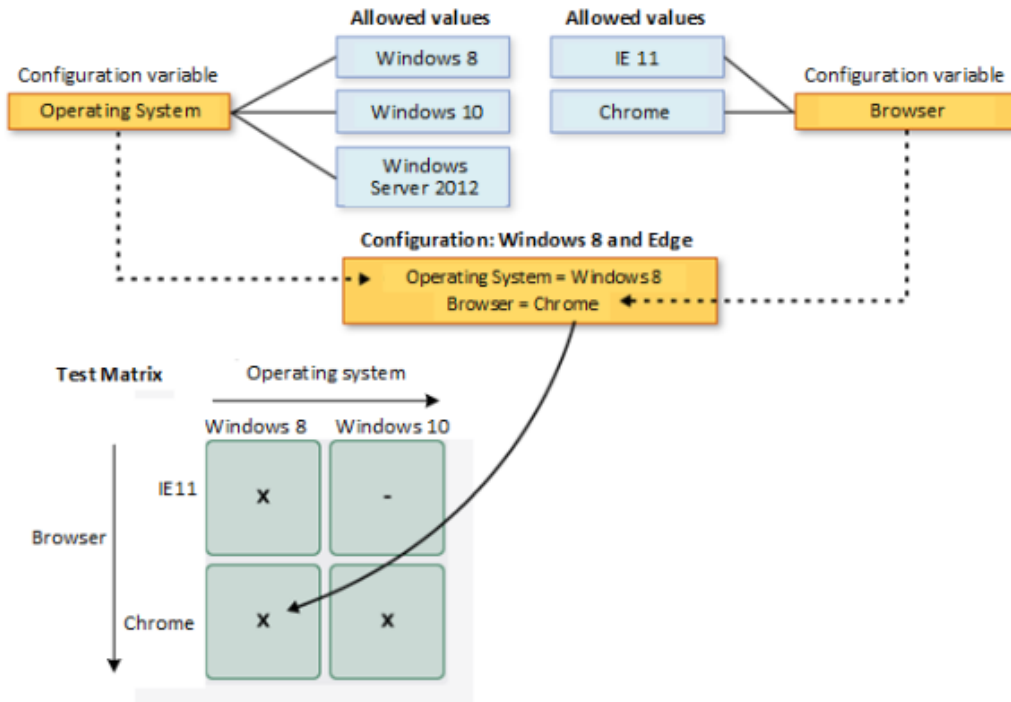 Allowed values
Allowed values
Windows 8
IE 11
Configuration variable
Configuration variable
Operating System
Windows 10
Chrome
Browser
Windows
Server 2012
Configuration: Windows 8 and Edge
Operating System = Windows 8
Browser = Chrome
Test Matrix
Operating system
Windows 8
Windows 10
IE11
x
-
Browser
Chrome
x
x